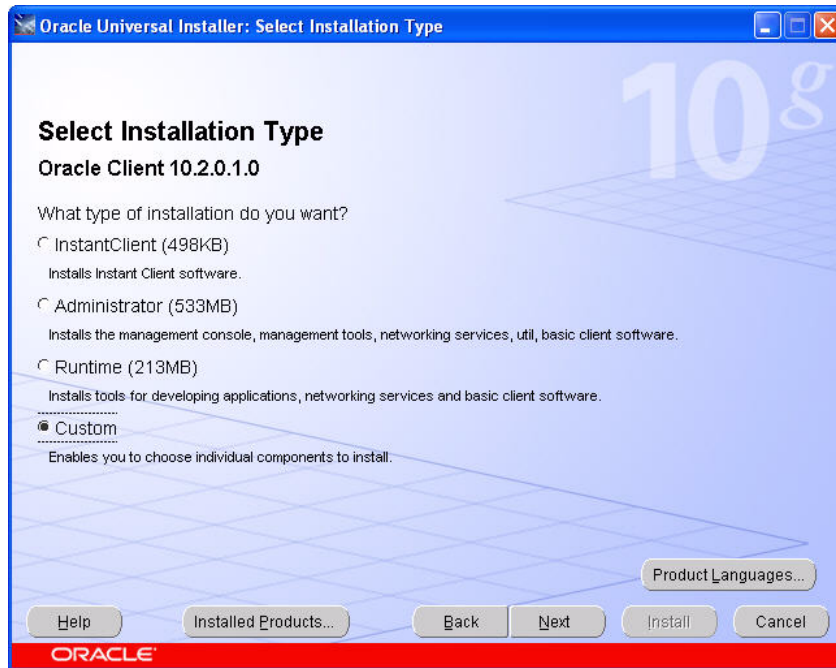 Oracle Universal Installer: Select Installation Type
10g
Select Installation Type
Oracle Client 10.2.0.1.0
What type of installation do you want?
InstantClient (498KB)
Installs Instant Client software.
Administrator (533MB)
Installs the management console, management tools, networking services, util, basic client software.
Runtime (213MB)
Installs tools for developing applications, networking services and basic client software.
Custom
Enables you to choose individual components to install.
Product Languages...
Help Installed Products... Back Next Install Cancel
ORACLE